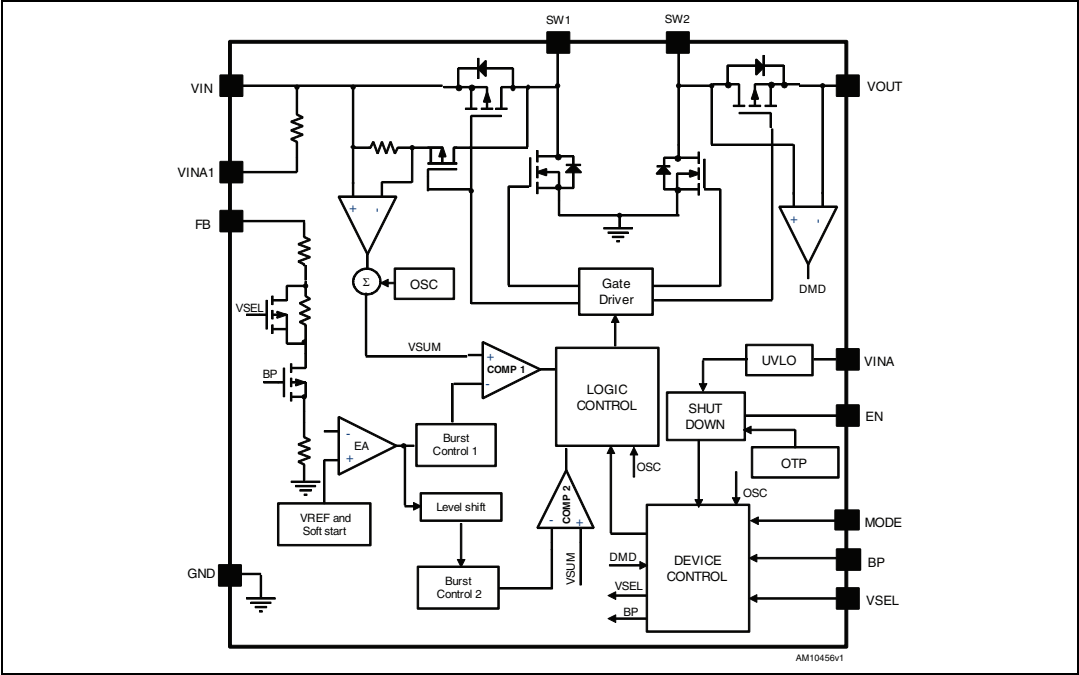 SW1
SW2
VIN
VOUT
VINA1
FB
+ -
+ -
Σ
OSC
Gate
Driver
DMD
VSEL
VSUM
+
COMP 1
-
UVLO
VINA
BP
LOGIC
CONTROL
SHUT
DOWN
EN
-
EA
+
Burst
Control 1
OTP
OSC
COMP 2
- +
OSC
VREF and
Soft start
Level shift
MODE
DMD
DEVICE
CONTROL
BP
GND
Burst
Control 2
VSUM
VSEL
VSEL
BP
AM10456v1